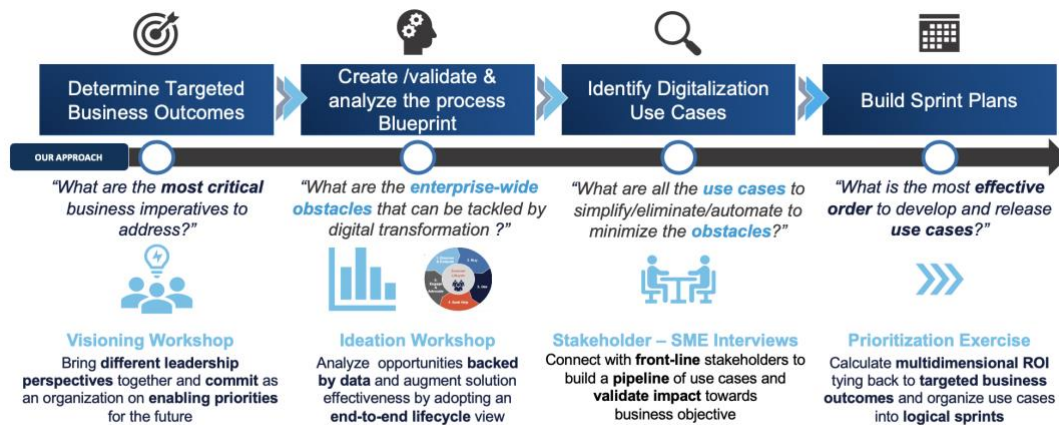 Determine Targeted
Business Outcomes
Create /validate &
analyze the process
Blueprint
Identify Digitalization
Use Cases
Build Sprint Plans
OUR APPROACH
“What are the most critical
business imperatives to
address?”
“What are the enterprise-wide
obstacles that can be tackled by
digital transformation ?”
“What are all the use cases to
simplify/eliminate/automate to
minimize the obstacles?”
“What is the most effective
order to develop and release
use cases?”
Visioning Workshop
Bring different leadership
perspectives together and commit as
an organization on enabling priorities
for the future
Ideation Workshop
Analyze opportunities backed
by data and augment solution
effectiveness by adopting an
end-to-end lifecycle view
Stakeholder – SME Interviews
Connect with front-line stakeholders to
build a pipeline of use cases and
validate impact towards
business objective
Prioritization Exercise
Calculate multidimensional ROI
tying back to targeted business
outcomes and organize use cases
into logical sprints